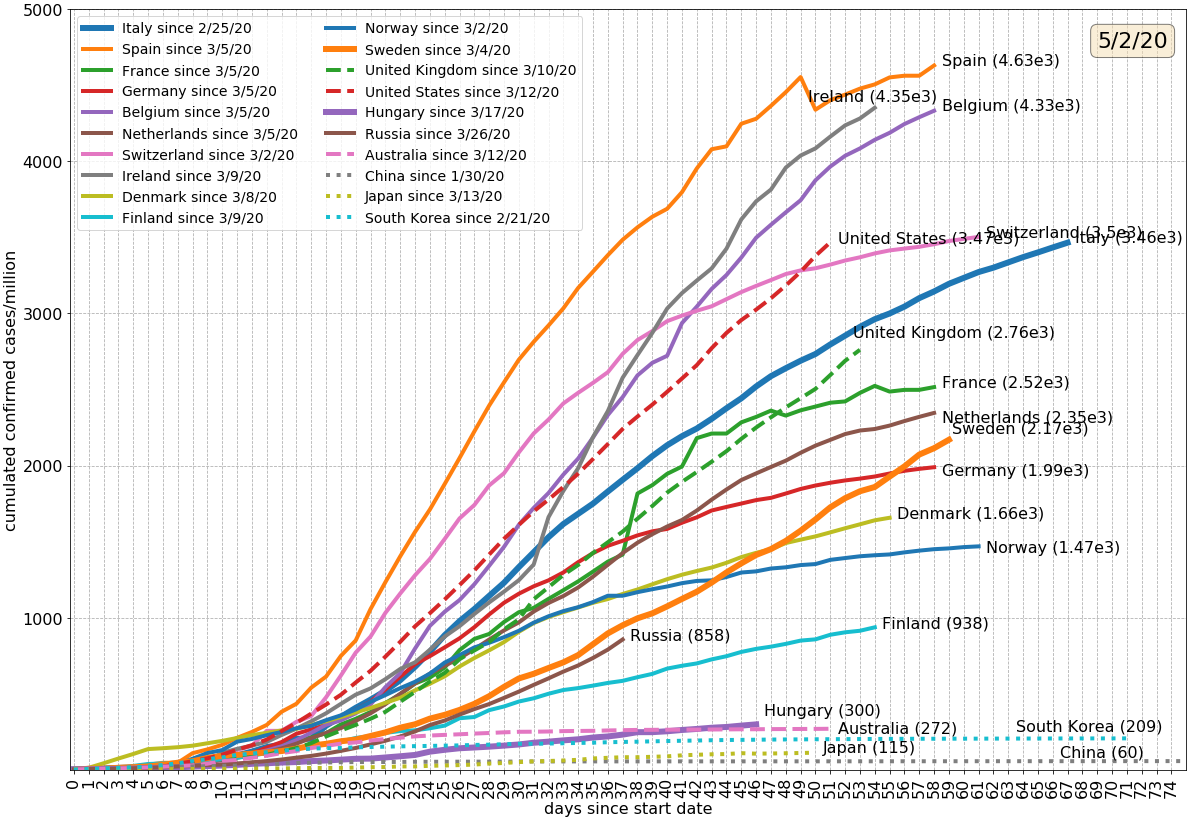 5000
4000
3000
2000
1000
cumulated confirmed cases/million
Italy since 2/25/20
Spain since 3/5/20
France since 3/5/20
Germany since 3/5/20
Belgium since 3/5/20
Netherlands since 3/5/20
Switzerland since 3/2/20
Ireland since 3/9/20
Denmark since 3/8/20
Finland since 3/9/20
Norway since 3/2/20
Sweden since 3/4/20
United Kingdom since 3/10/20
United States since 3/12/20
Hungary since 3/17/20
Russia since 3/26/20
Australia since 3/12/20
China since 1/30/20
Japan since 3/13/20
South Korea since 2/21/20
5/2/20
Spain (4.63e3)
Ireland (4.35e3)
Belgium (4.33e3)
Switzerland (3.5e3)
United States (3.47e3)
Italy (3.46e3)
United Kingdom (2.76e3)
France (2.52e3)
Netherlands (2.35e3)
Sweden (2.17e3)
Germany (1.99e3)
Denmark (1.66e3)
Norway (1.47e3)
Finland (938)
Russia (858)
Hungary (300)
Australia (272)
South Korea (209)
Japan (115)
China (60)
0 1 2 3 4 5 6 7 8 9 10 11 12 13 14 15 16 17 18 19 20 21 22 23 24 25 26 27 28 29 30 31 32 33 34 35 36 37 38 39 40 41 42 43 44 45 46 47 48 49 50 51 52 53 54 55 56 57 58 59 60 61 62 63 64 65 66 67 68 69 70 71 72 73 74
days since start date